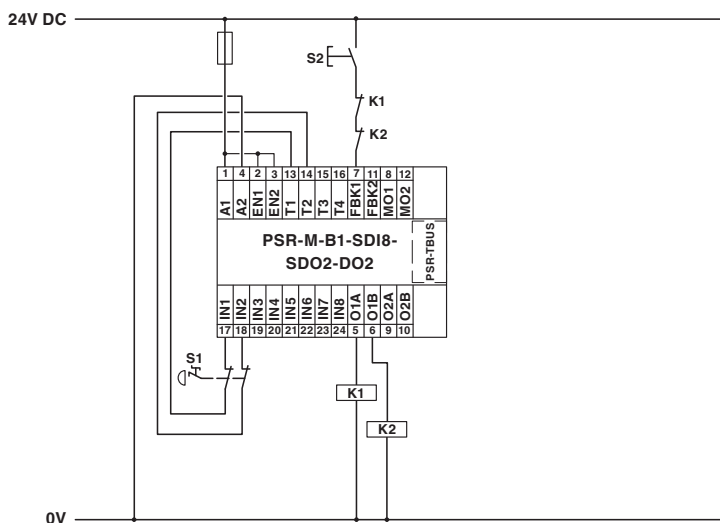 24V DC
S2
K1
K2
1 4 2 3 13 14 15 16 7 11 8 12
A1 A2 EN1 EN2 T1 T2 T3 T4 FBK1 FBK2 MO1 MO2
PSR-M-B1-SDI8-
SDO2-DO2
PSR-TBUS
IN1 IN2 IN3 IN4 IN5 IN6 IN7 IN8 O1A O1B O2A O2B
17 18 19 20 21 22 23 24 5 6 9 10
S1
K1
K2
0V